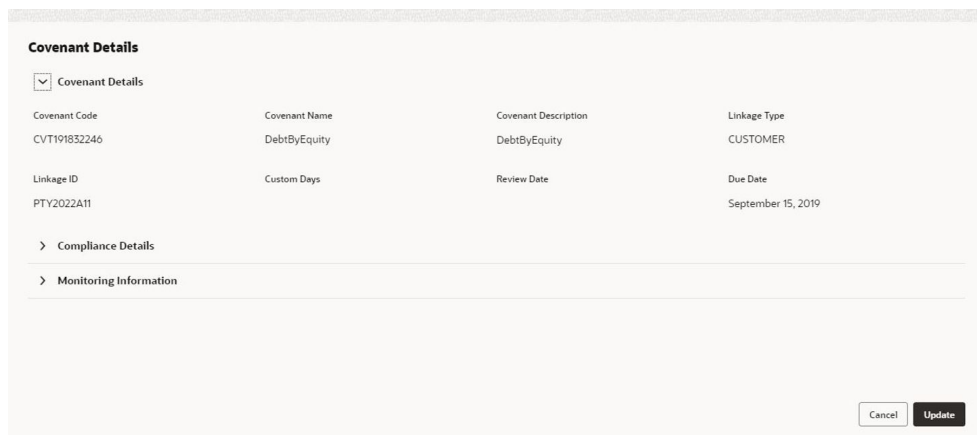 Covenant Details
Covenant Details
Covenant Code Covenant Name Covenant Description Linkage Type
CVT191832246 DebtByEquity DebtByEquity CUSTOMER
Linkage ID Custom Days Review Date Due Date
PTY2022A11 September 15, 2019
Compliance Details
Monitoring Information
Cancel Update